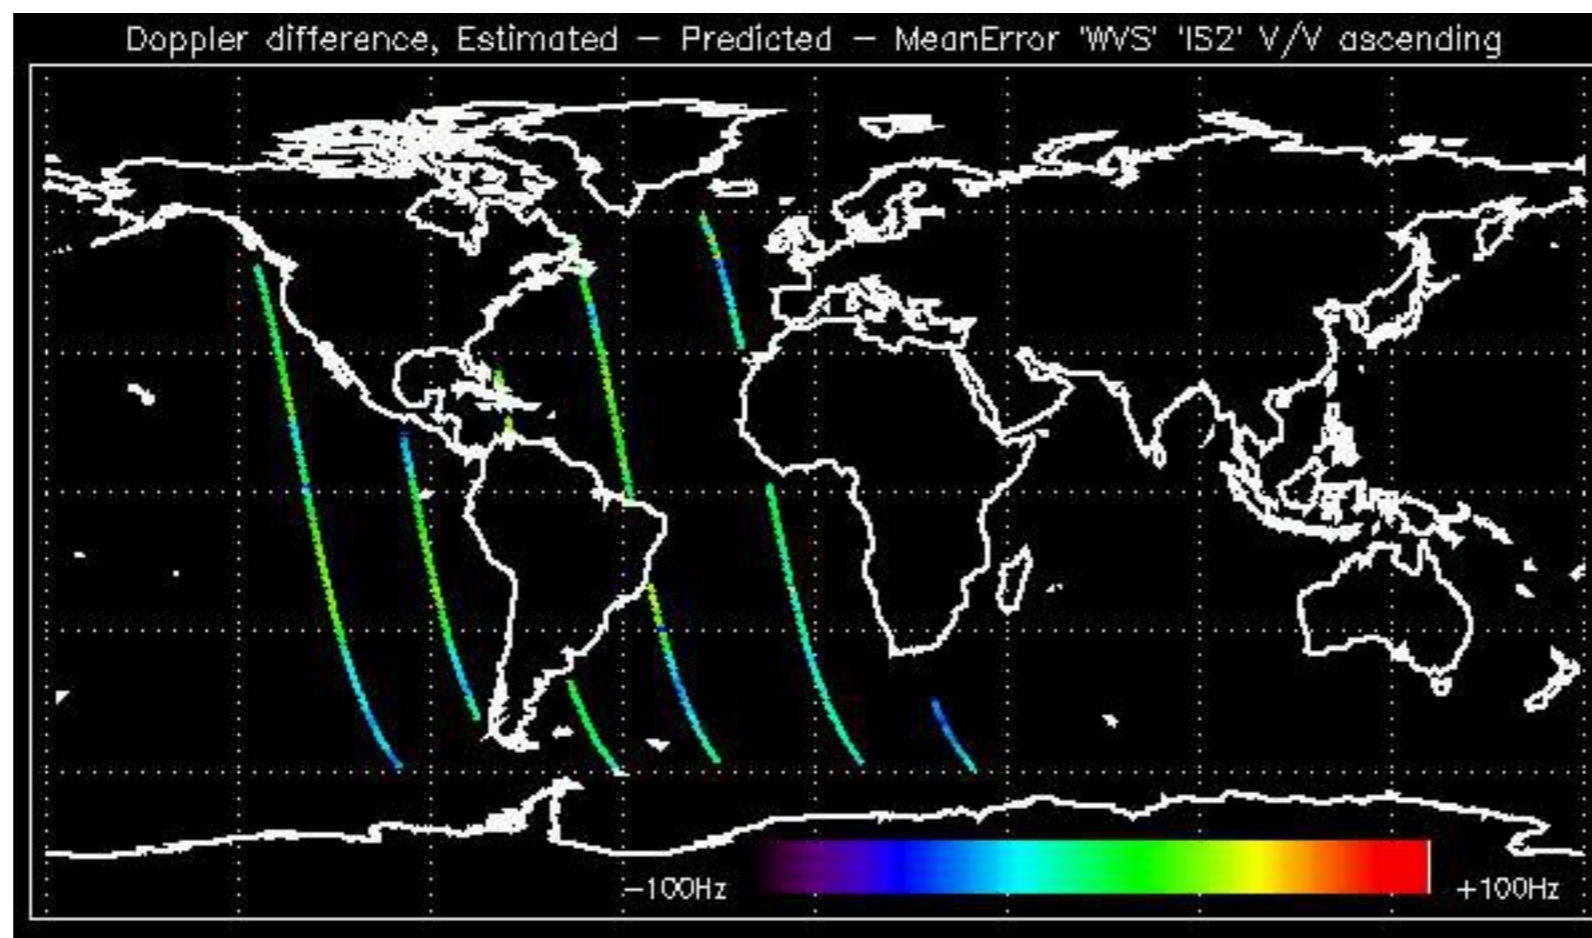 Doppler difference, Estimated – Predicted – MeanError 'WVS' 'IS2' V/V ascending
–100Hz
+100Hz